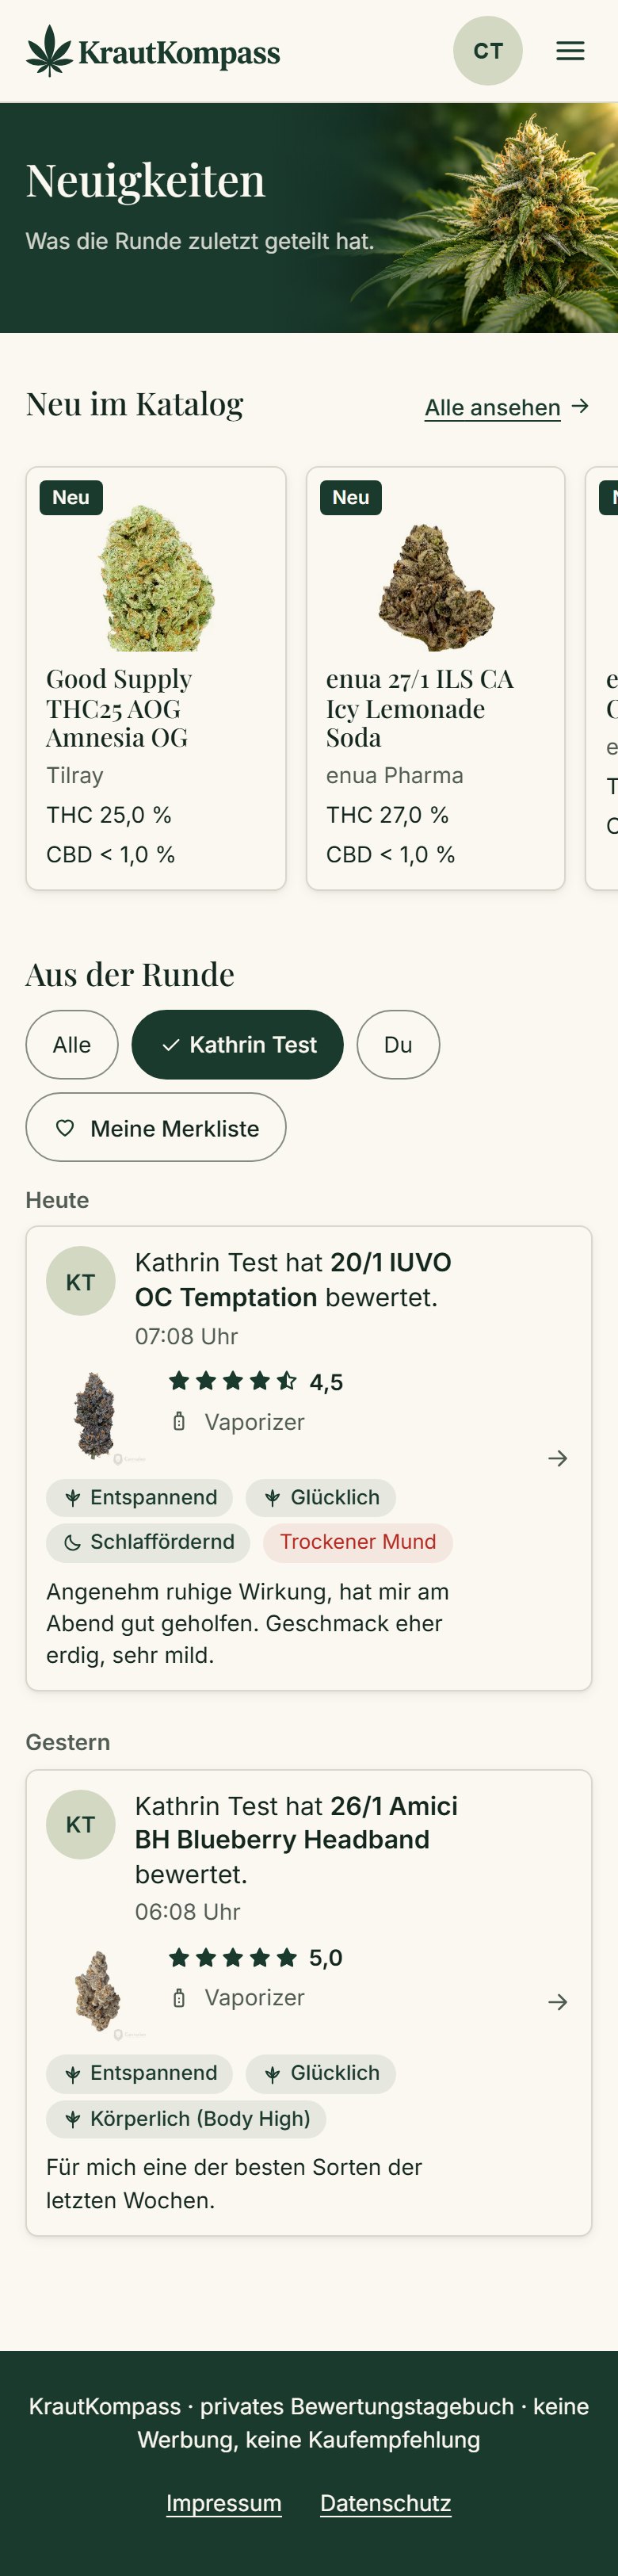 KrautKompass
CT
Neuigkeiten
Was die Runde zuletzt geteilt hat.
Neu im Katalog
Alle ansehen →
Neu
Good Supply
THC25 AOG
Amnesia OG
Tilray
THC 25,0 %
CBD < 1,0 %
Neu
enua 27/1 ILS CA
Icy Lemonade
Soda
enua Pharma
THC 27,0 %
CBD < 1,0 %
Aus der Runde
Alle
✓ Kathrin Test
Du
Meine Merkliste
Heute
KT
Kathrin Test hat 20/1 IUVO
OC Temptation bewertet.
07:08 Uhr
4,5
Vaporizer
→
Entspannend
Glücklich
Schlaffördernd
Trockener Mund
Angenehm ruhige Wirkung, hat mir am
Abend gut geholfen. Geschmack eher
erdig, sehr mild.
Gestern
KT
Kathrin Test hat 26/1 Amici
BH Blueberry Headband
bewertet.
06:08 Uhr
5,0
Vaporizer
→
Entspannend
Glücklich
Körperlich (Body High)
Für mich eine der besten Sorten der
letzten Wochen.
KrautKompass · privates Bewertungstagebuch · keine
Werbung, keine Kaufempfehlung
Impressum
Datenschutz